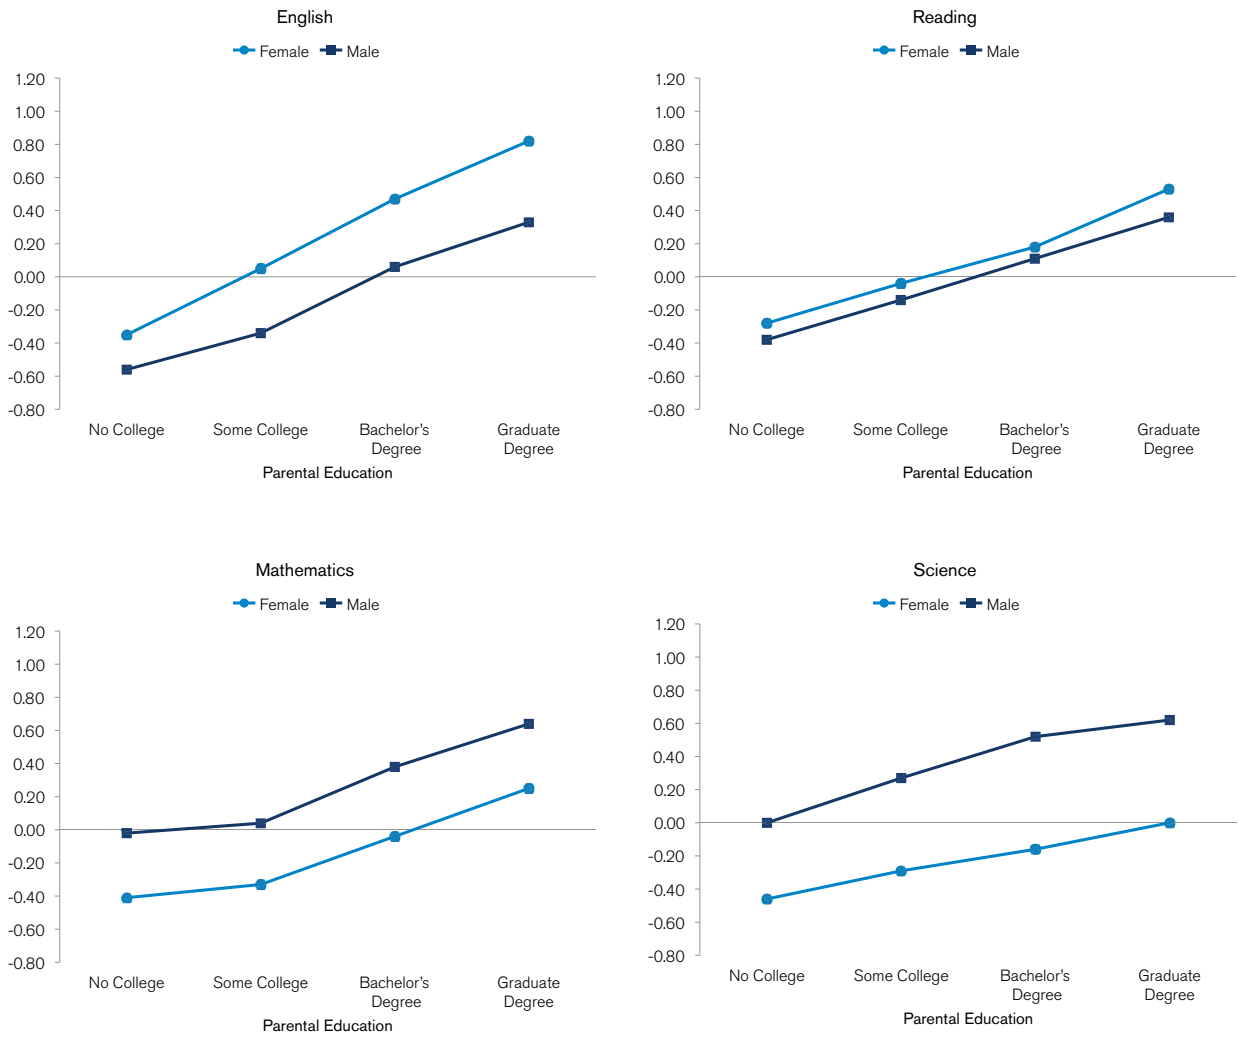 English
Female Male
1.20
1.00
0.80
0.60
0.40
0.20
0.00
-0.20
-0.40
-0.60
-0.80
No College Some College Bachelor’s Graduate
Degree Degree
Parental Education
Reading
Female Male
1.20
1.00
0.80
0.60
0.40
0.20
0.00
-0.20
-0.40
-0.60
-0.80
No College Some College Bachelor’s Graduate
Degree Degree
Parental Education
Mathematics
Female Male
1.20
1.00
0.80
0.60
0.40
0.20
0.00
-0.20
-0.40
-0.60
-0.80
No College Some College Bachelor’s Graduate
Degree Degree
Parental Education
Science
Female Male
1.20
1.00
0.80
0.60
0.40
0.20
0.00
-0.20
-0.40
-0.60
-0.80
No College Some College Bachelor’s Graduate
Degree Degree
Parental Education